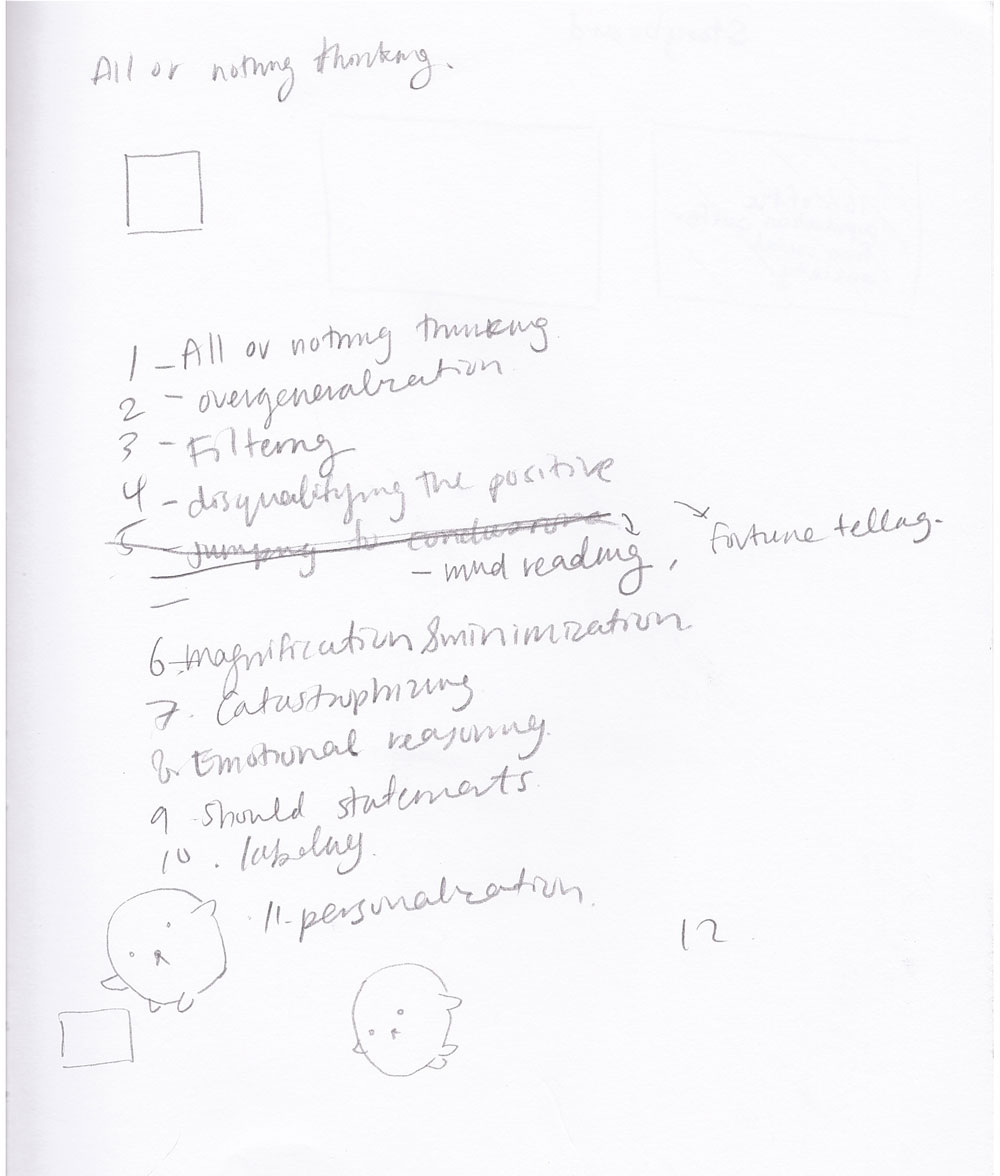 All or nothing thinking.
1 - All or nothing thinking
2 - overgeneralization
3 - Filtering
4 - disqualifying the positive
5 - jumping to conclusions
- mind reading, fortune telling.
6 - magnification & minimization
7. Catastrophizing
8. Emotional reasoning.
9 Should statements.
10. labeling.
11. personalization.
12